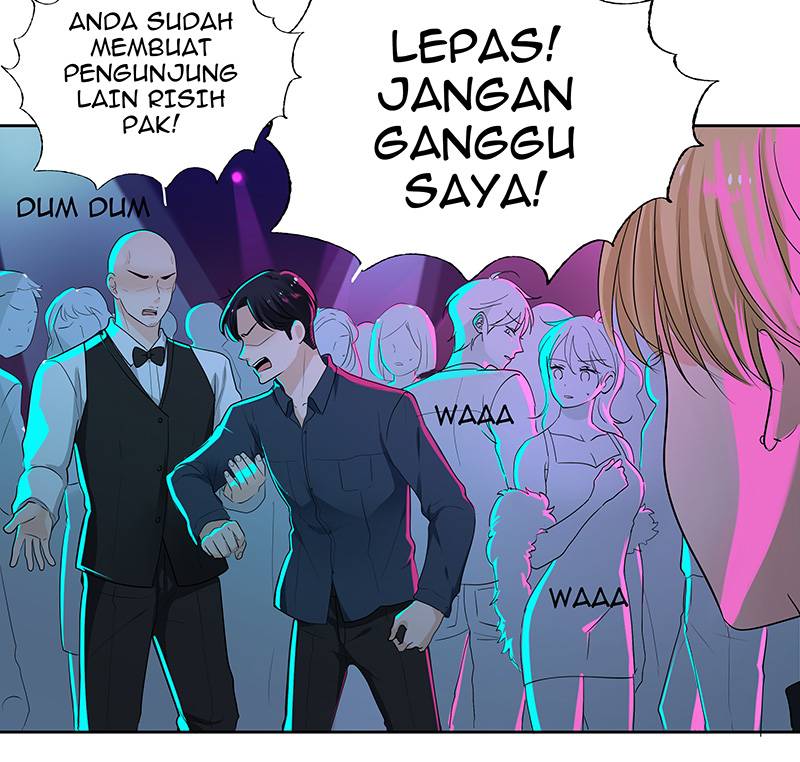 ANDA SUDAH
MEMBUAT
PENGUNJUNG
LAIN RISIH
PAK!
LEPAS!
JANGAN
GANGGU
SAYA!
DUM DUM
WAAA
WAAA